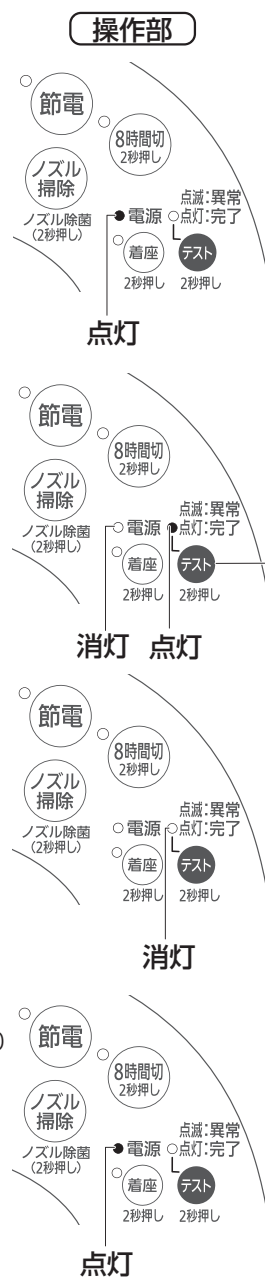 操作部
節電
8時間切
2秒押し
ノズル
掃除
ノズル除菌
(2秒押し)
点滅:異常
電源 点灯:完了
着座 テスト
2秒押し 2秒押し
点灯
節電
8時間切
2秒押し
ノズル
掃除
ノズル除菌
(2秒押し)
点滅:異常
電源 点灯:完了
着座 テスト
2秒押し 2秒押し
消灯 点灯
節電
8時間切
2秒押し
ノズル
掃除
ノズル除菌
(2秒押し)
点滅:異常
電源 点灯:完了
着座 テスト
2秒押し 2秒押し
消灯
)
節電
8時間切
2秒押し
ノズル
掃除
ノズル除菌
(2秒押し)
点滅:異常
電源 点灯:完了
着座 テスト
2秒押し 2秒押し
点灯